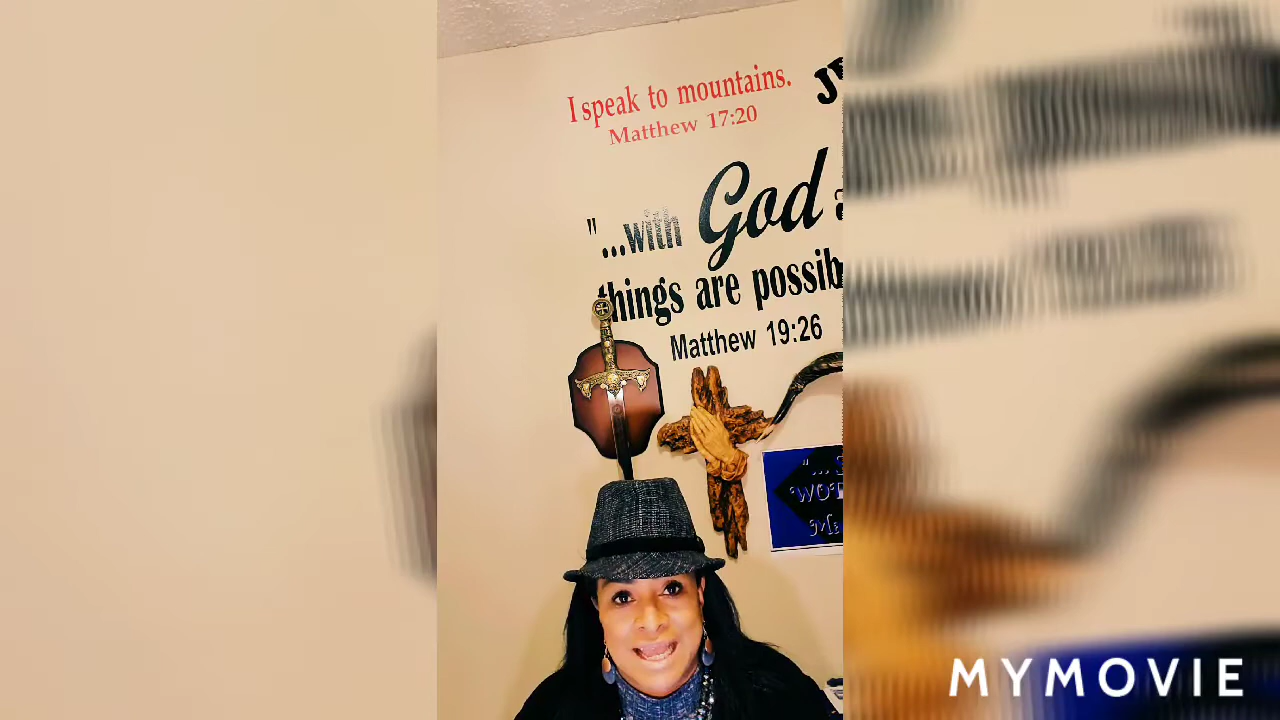 I speak to mountains.
Matthew 17:20
"...with God
things are possib
Matthew 19:26
MYMOVIE